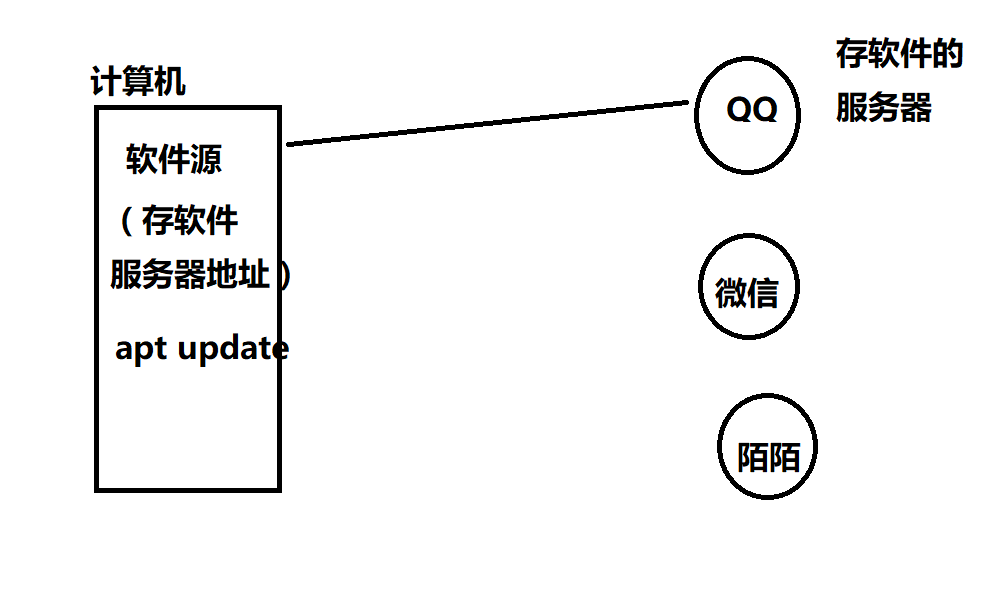 计算机
软件源
（存软件
服务器地址）
apt update
QQ
存软件的
服务器
微信
陌陌